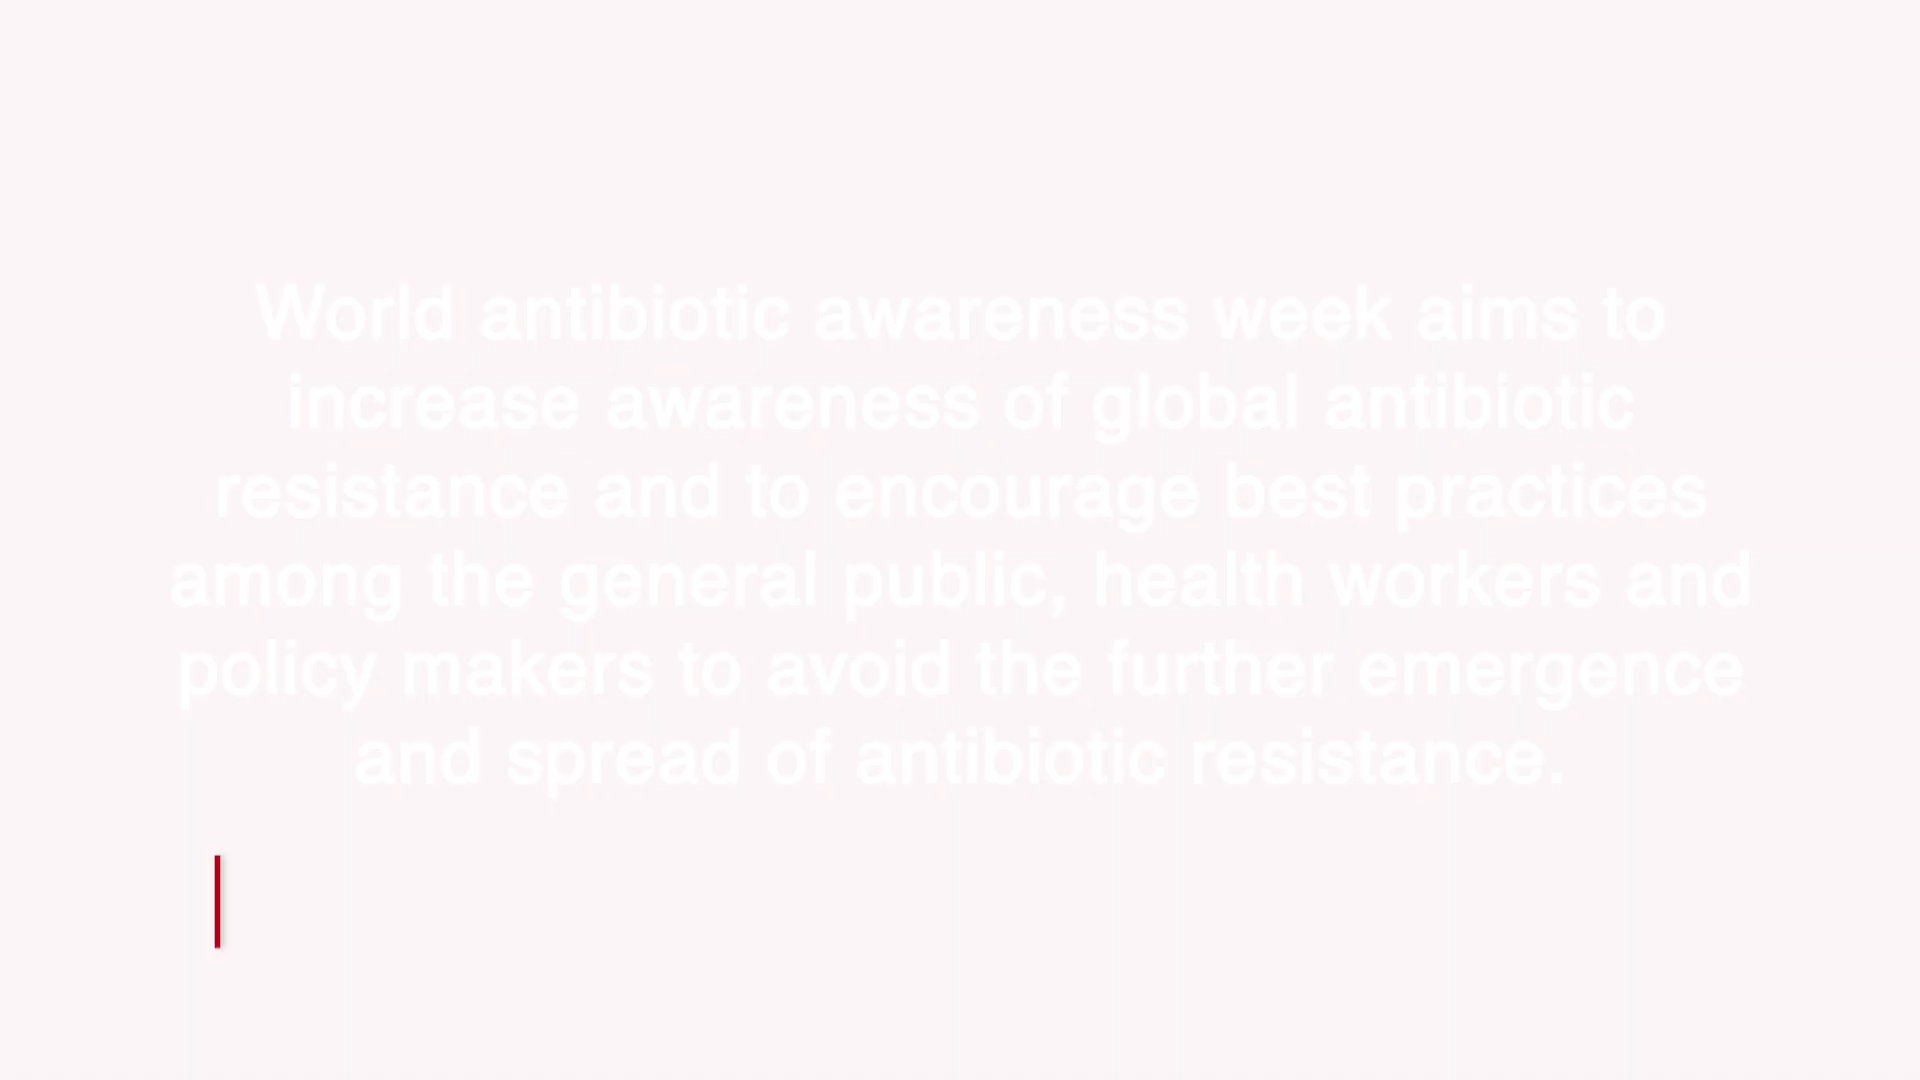 World antibiotic awareness week aims to
increase awareness of global antibiotic
resistance and to encourage best practices
among the general public, health workers and
policy makers to avoid the further emergence
and spread of antibiotic resistance.